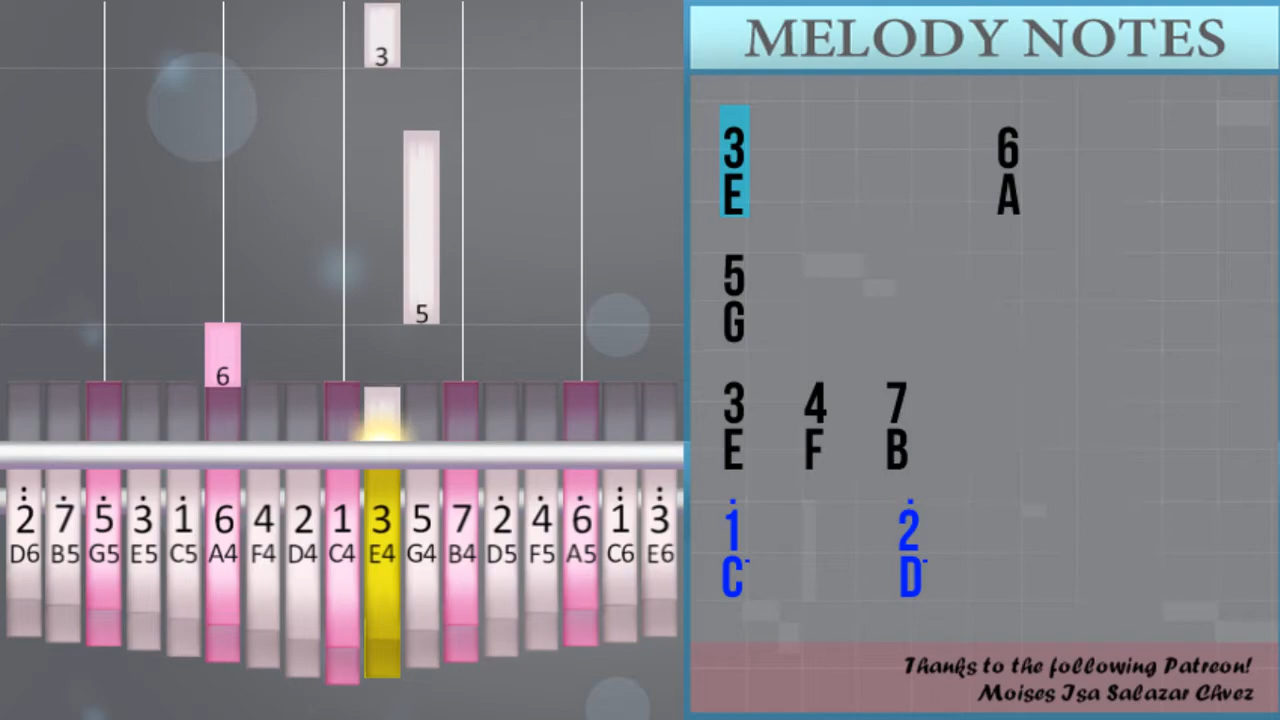 3
5
6
2̈ 7̇ 5̇ 3̇ 1̇ 6 4 2 1 3 5 7 2̇ 4̇ 6̇ 1̈ 3̈
D6 B5 G5 E5 C5 A4 F4 D4 C4 E4 G4 B4 D5 F5 A5 C6 E6
MELODY NOTES
3 6
E A
5
G
3 4 7
E F B
1̇ 2̇
C˙ D˙
Thanks to the following Patreon!
Moises Isa Salazar Chvez